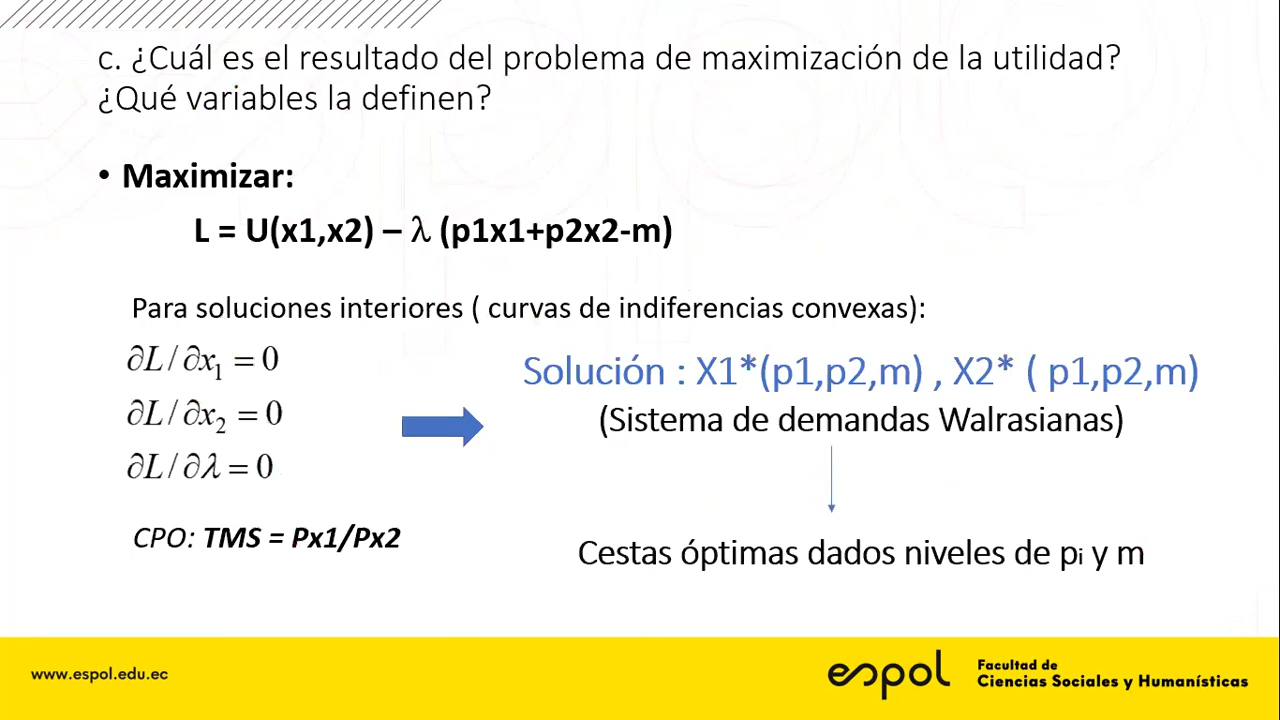 c. ¿Cuál es el resultado del problema de maximización de la utilidad?
¿Qué variables la definen?
• Maximizar:
L = U(x1,x2) – λ (p1x1+p2x2-m)
Para soluciones interiores ( curvas de indiferencias convexas):
∂L/∂x₁ = 0
∂L/∂x₂ = 0
∂L/∂λ = 0
CPO: TMS = Px1/Px2
Solución : X1*(p1,p2,m) , X2* ( p1,p2,m)
(Sistema de demandas Walrasianas)
Cestas óptimas dados niveles de pi y m
www.espol.edu.ec
espol
Facultad de
Ciencias Sociales y Humanísticas